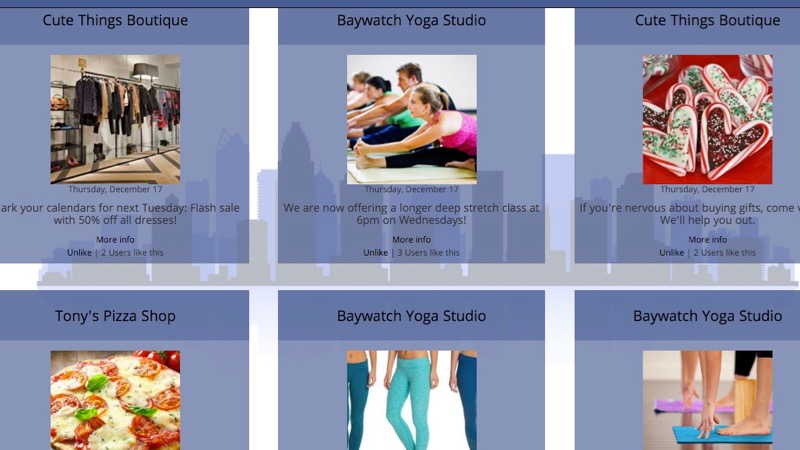 Cute Things Boutique
Thursday, December 17
ark your calendars for next Tuesday: Flash sale
with 50% off all dresses!
More info
Unlike | 2 Users like this
Baywatch Yoga Studio
Thursday, December 17
We are now offering a longer deep stretch class at
6pm on Wednesdays!
More info
Unlike | 3 Users like this
Cute Things Boutique
Thursday, December 17
If you're nervous about buying gifts, come v
We'll help you out.
More info
Unlike | 2 Users like this
Tony's Pizza Shop
Baywatch Yoga Studio
Baywatch Yoga Studio